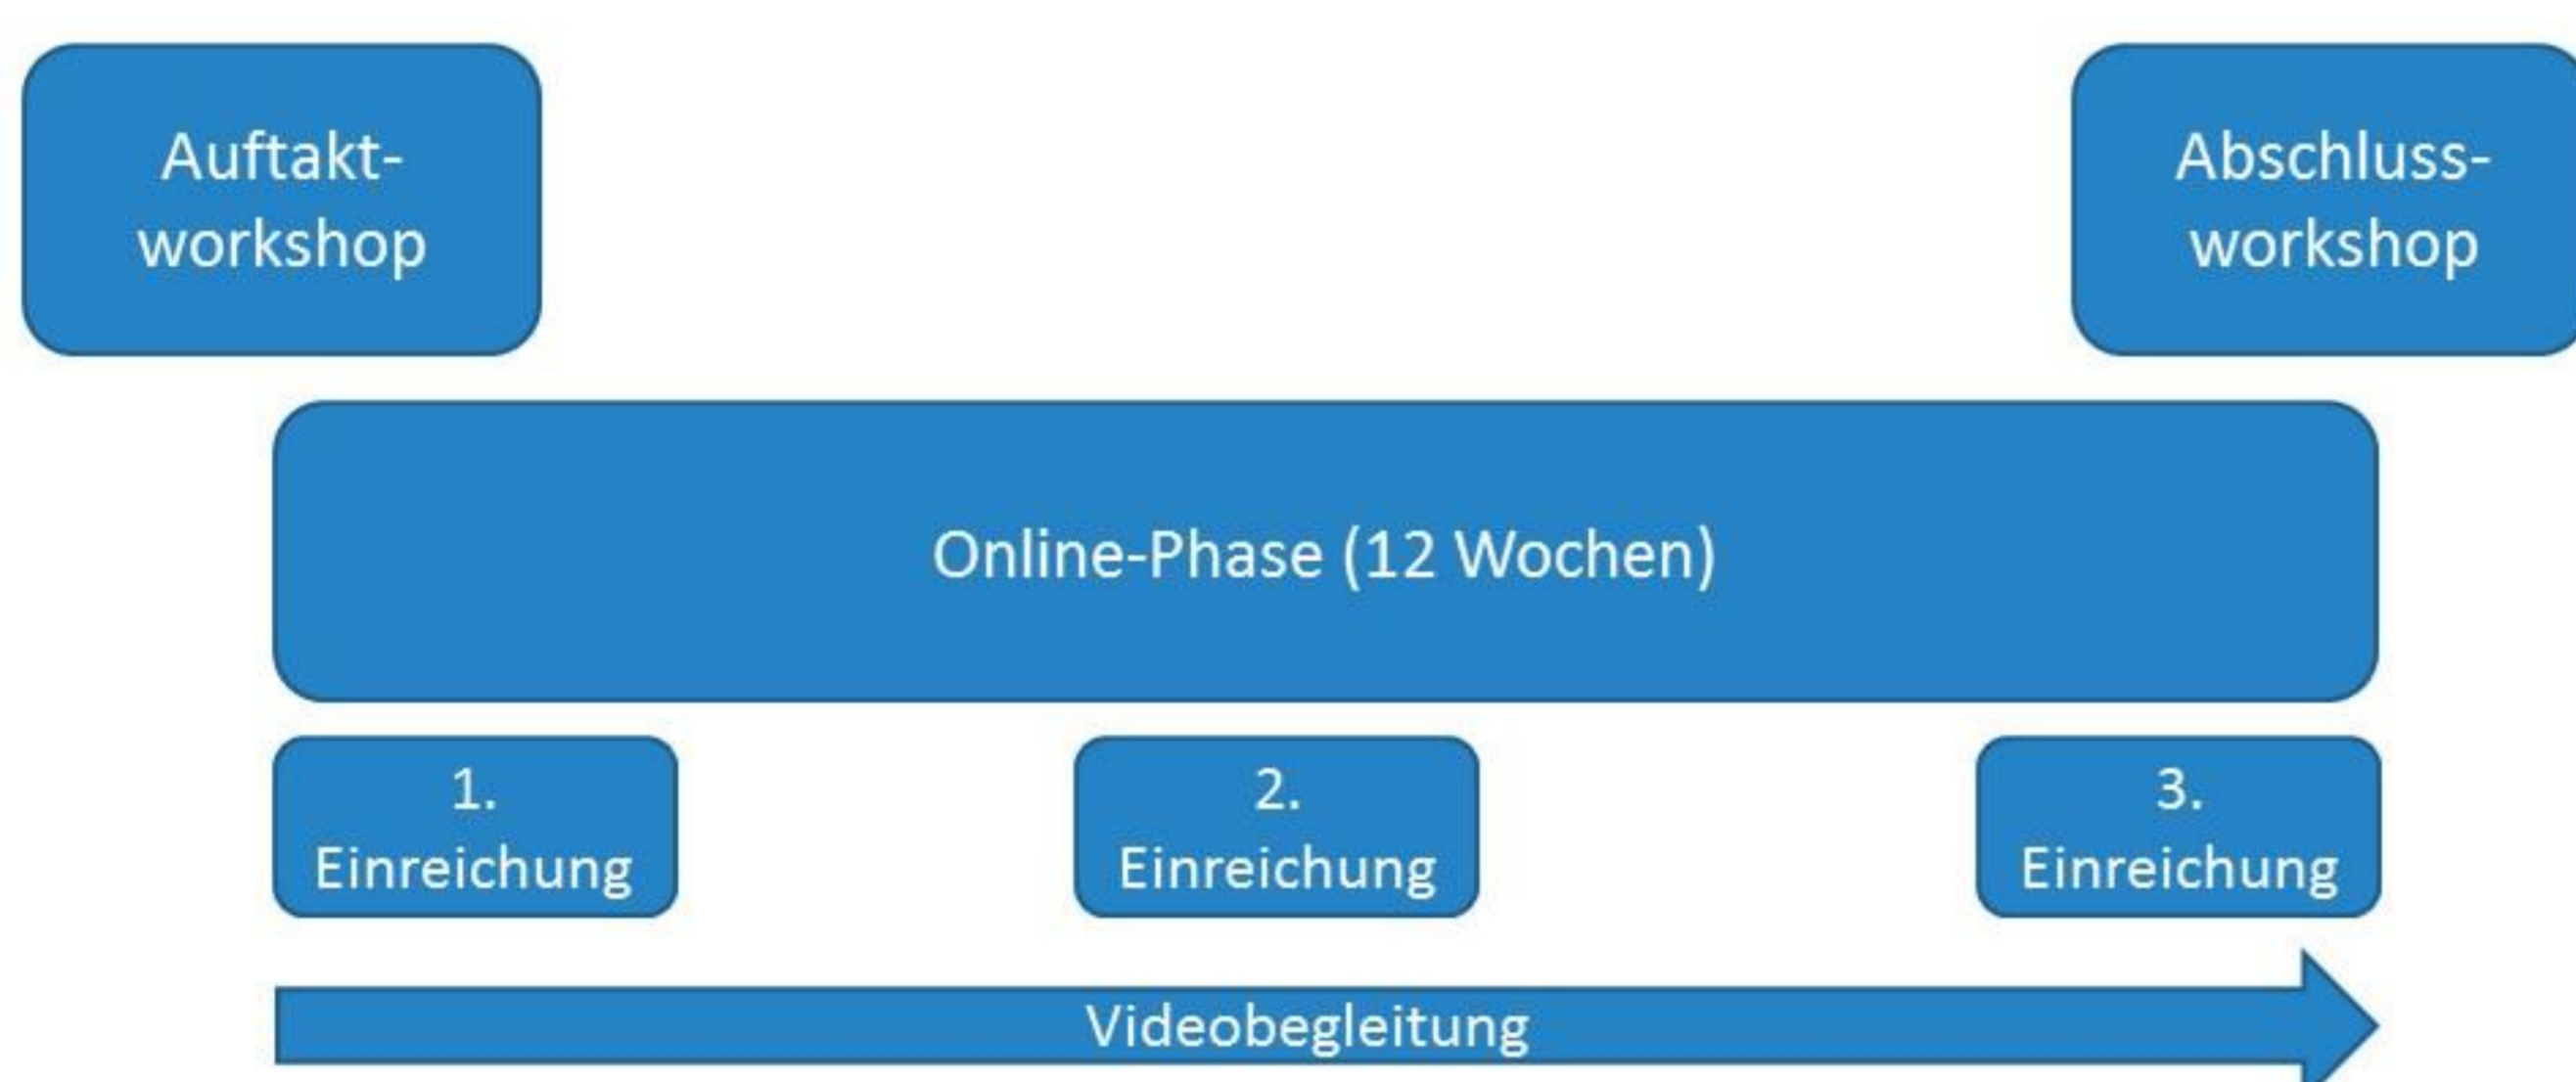 Auftakt-
workshop
Abschluss-
workshop
Online-Phase (12 Wochen)
1.
Einreichung
2.
Einreichung
3.
Einreichung
Videobegleitung